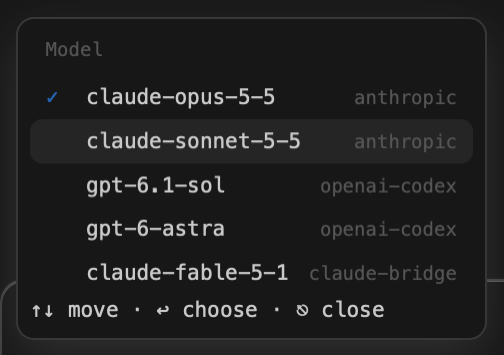 Model
✓ claude-opus-5-5 anthropic
claude-sonnet-5-5 anthropic
gpt-6.1-sol openai-codex
gpt-6-astra openai-codex
claude-fable-5-1 claude-bridge
↑↓ move · ↩ choose · ⎋ close